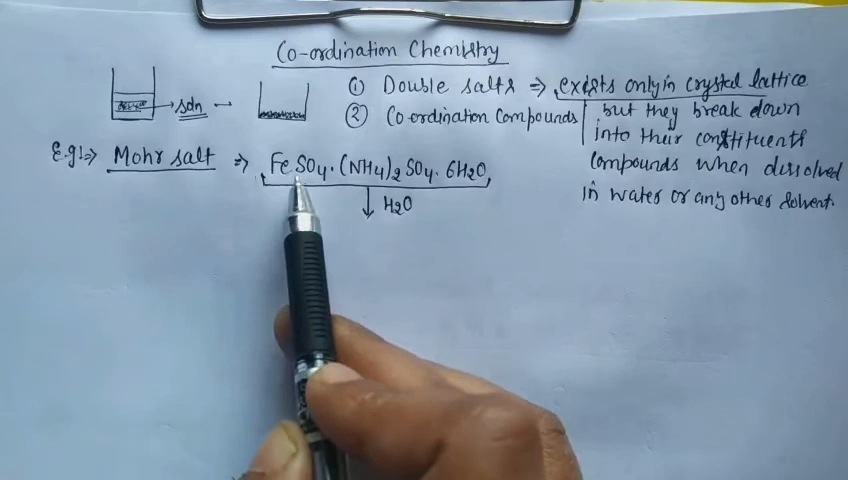 Co-ordination Chemistry
→ soln →
① Double salts ⇒ exists only in crystal lattice
② Co-ordination Compounds
but they break down
into their constituents
compounds when dissolved
in water or any other solvent.
E.g1⇒ Mohr salt ⇒ FeSO4·(NH4)2SO4·6H2O
↓ H2O